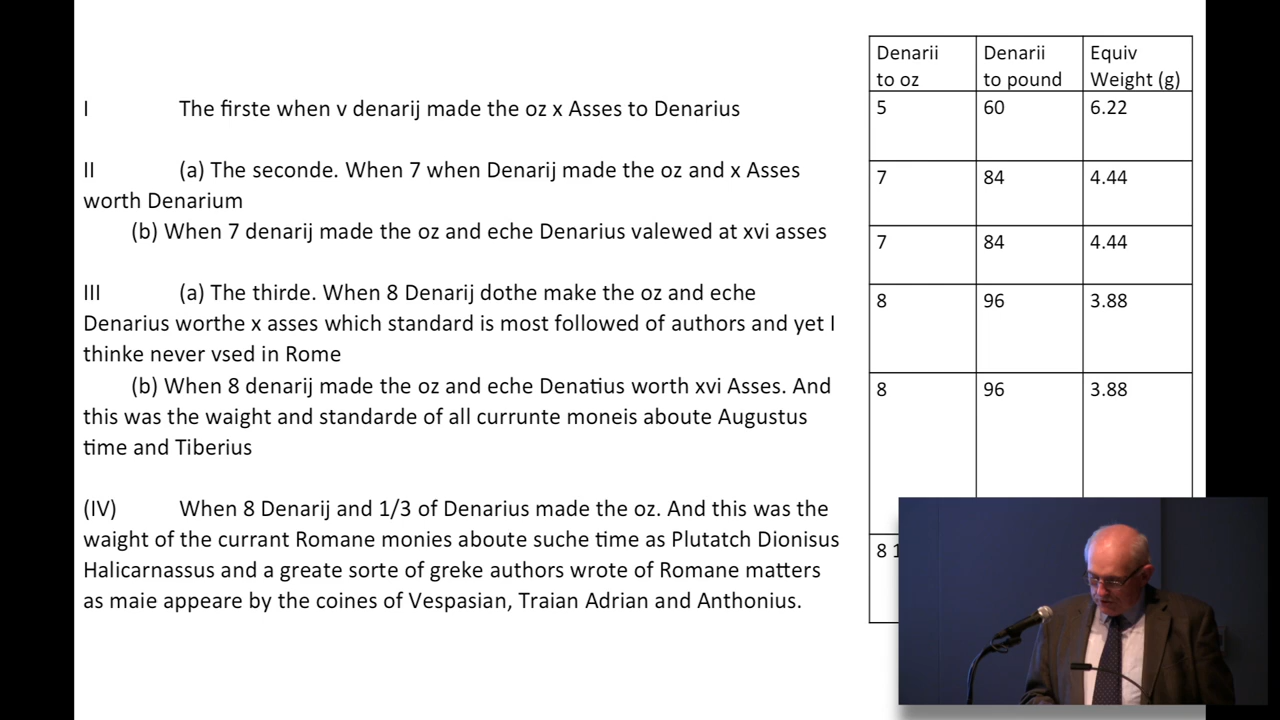 Denarii to oz
Denarii to pound
Equiv Weight (g)
I The firste when v denarij made the oz x Asses to Denarius
5 60 6.22
II (a) The seconde. When 7 when Denarij made the oz and x Asses
worth Denarium
7 84 4.44
(b) When 7 denarij made the oz and eche Denarius valewed at xvi asses
7 84 4.44
III (a) The thirde. When 8 Denarij dothe make the oz and eche
Denarius worthe x asses which standard is most followed of authors and yet I
thinke never vsed in Rome
8 96 3.88
(b) When 8 denarij made the oz and eche Denatius worth xvi Asses. And
this was the waight and standarde of all currunte moneis aboute Augustus
time and Tiberius
8 96 3.88
(IV) When 8 Denarij and 1/3 of Denarius made the oz. And this was the
waight of the currant Romane monies aboute suche time as Plutatch Dionisus
Halicarnassus and a greate sorte of greke authors wrote of Romane matters
as maie appeare by the coines of Vespasian, Traian Adrian and Anthonius.
8